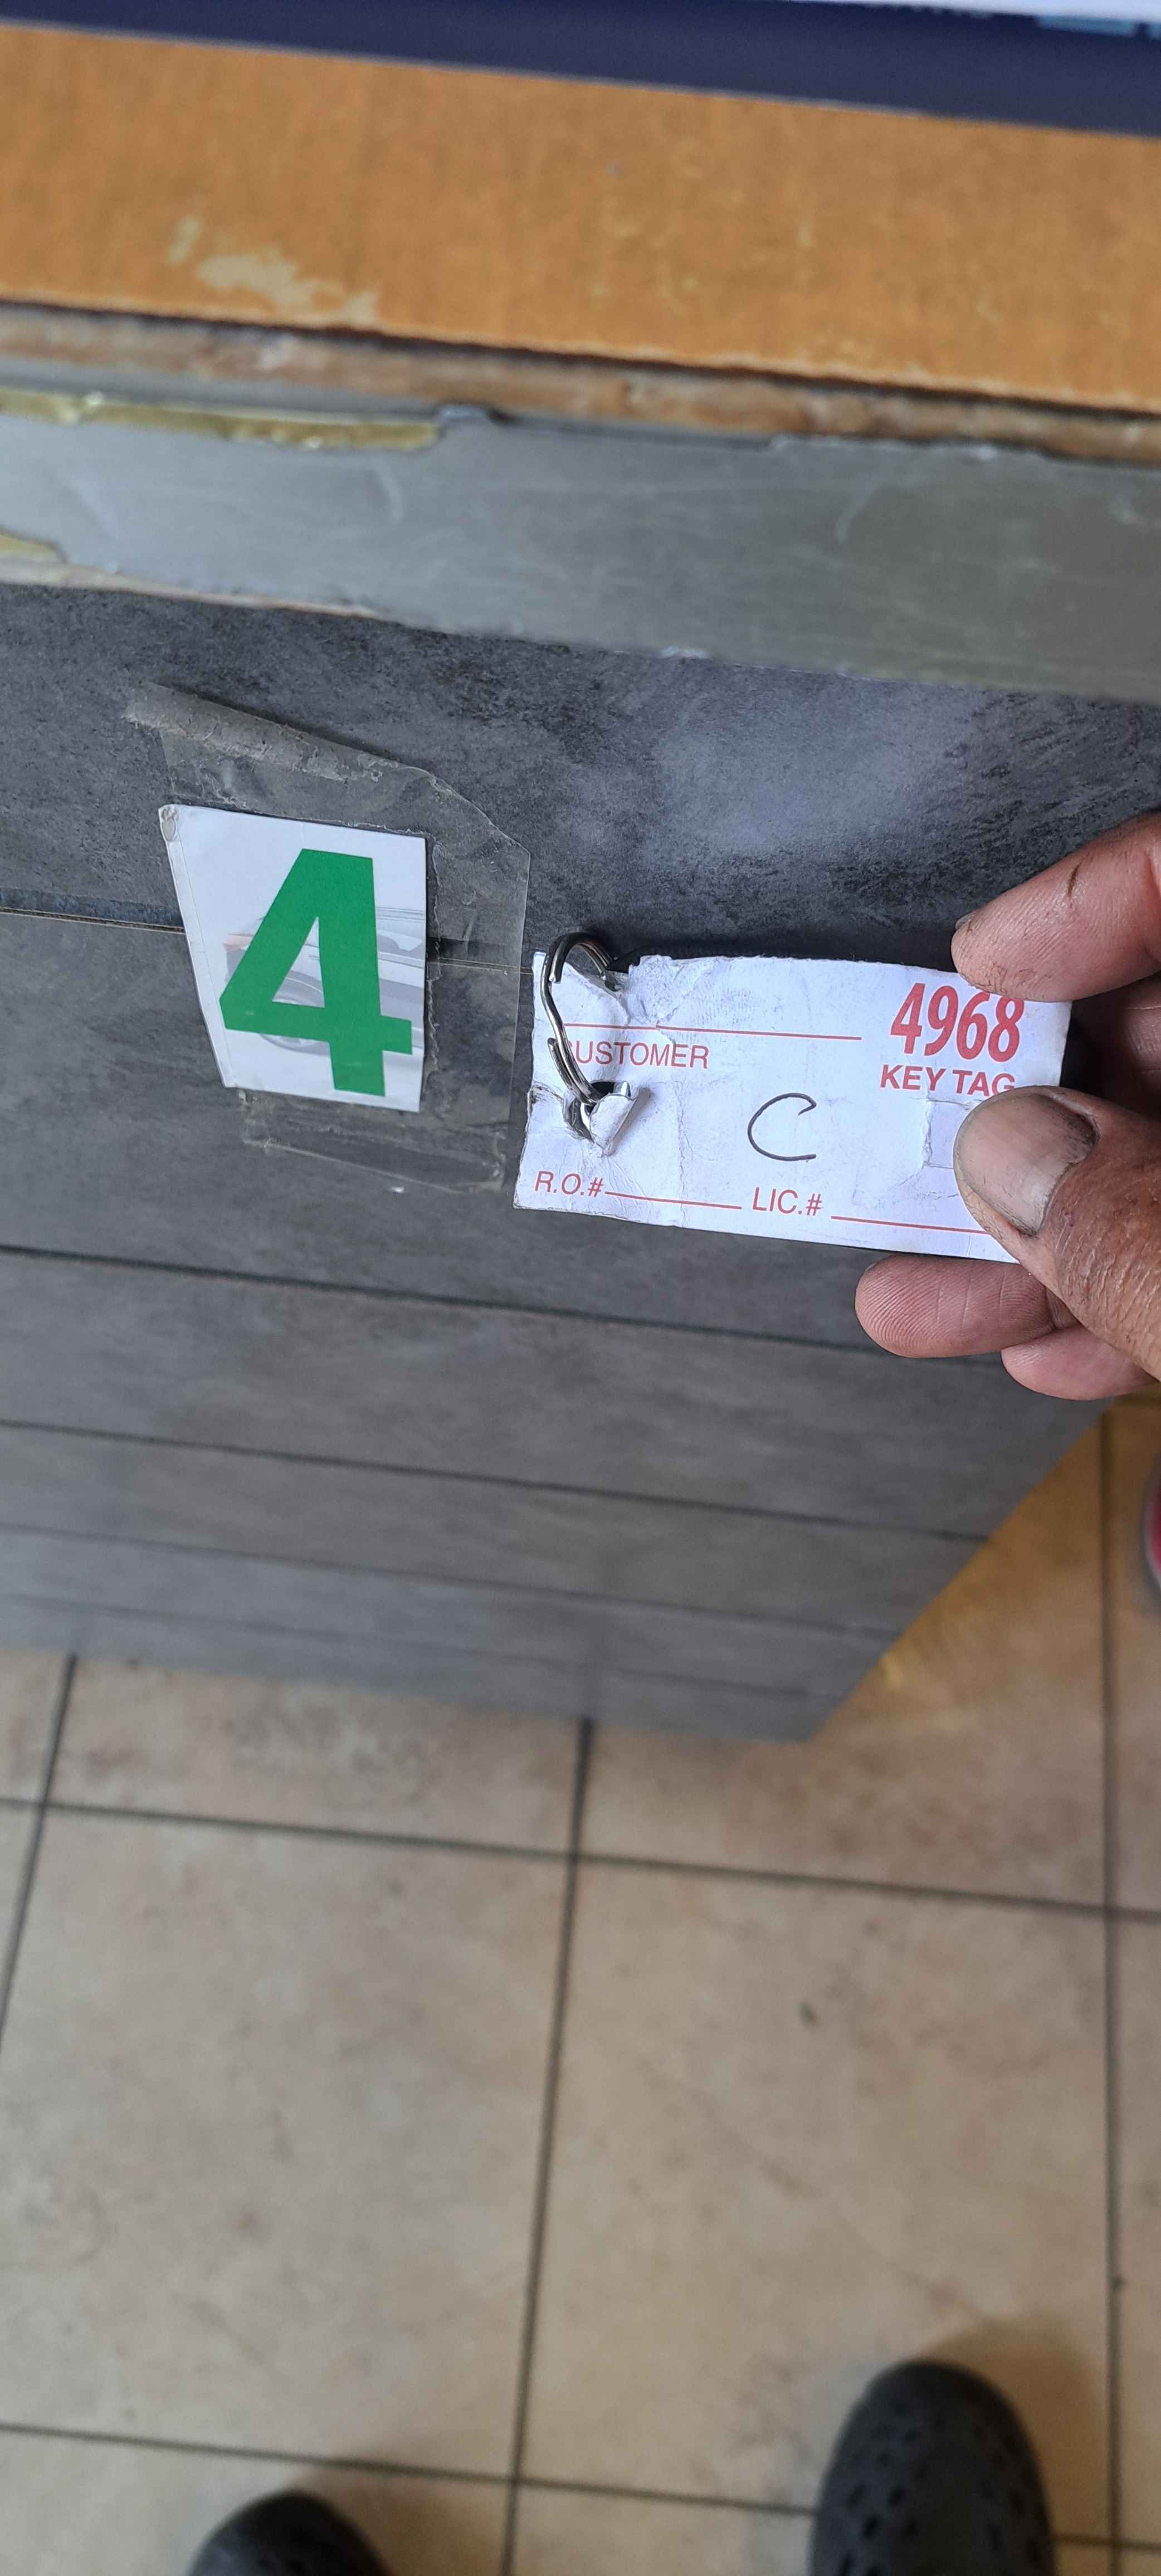 4
4968
CUSTOMER
KEY TAG
C
R.O.# LIC.#